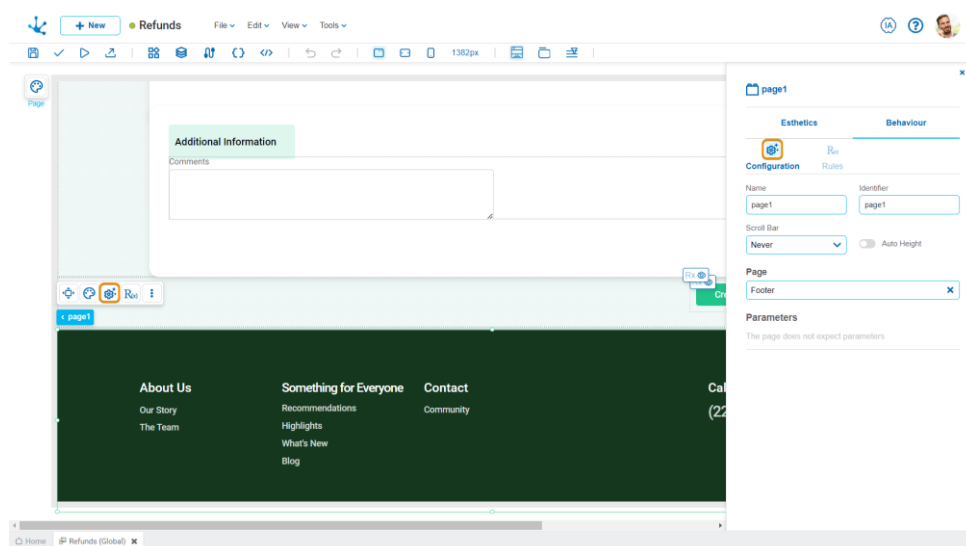 + New
Refunds
File
Edit
View
Tools
IA
?
1382px
Page
Additional Information
Comments
Rx
R(x)
page1
About Us
Something for Everyone
Contact
Our Story
Recommendations
Community
The Team
Highlights
What's New
Blog
page1
Esthetics
Behaviour
Configuration
Rules
Name
Identifier
page1
page1
Scroll Bar
Never
Auto Height
Page
Footer
Parameters
The page does not expect parameters
Home
Refunds (Global)